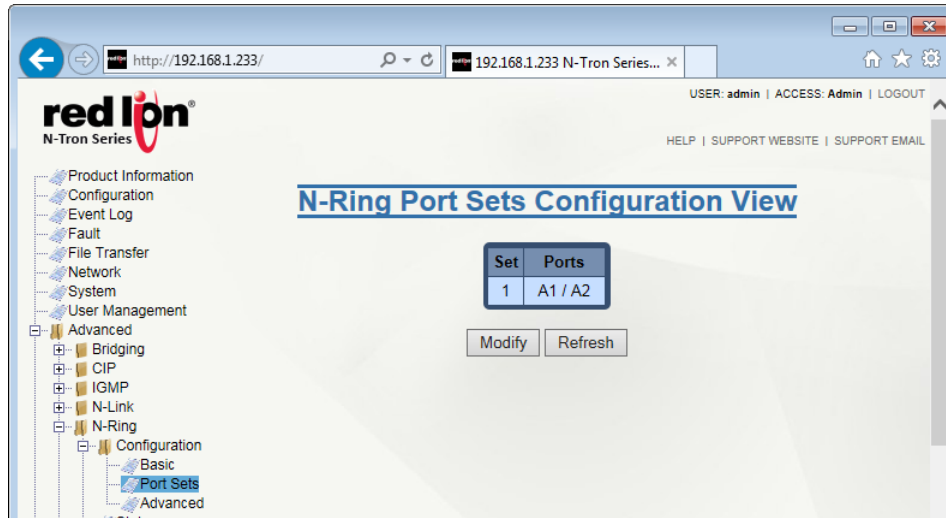 http://192.168.1.233/
192.168.1.233 N-Tron Series...
USER: admin | ACCESS: Admin | LOGOUT
red lion®
N-Tron Series
HELP | SUPPORT WEBSITE | SUPPORT EMAIL
Product Information
Configuration
Event Log
Fault
File Transfer
Network
System
User Management
Advanced
Bridging
CIP
IGMP
N-Link
N-Ring
Configuration
Basic
Port Sets
Advanced
N-Ring Port Sets Configuration View
Set Ports
1 A1 / A2
Modify Refresh